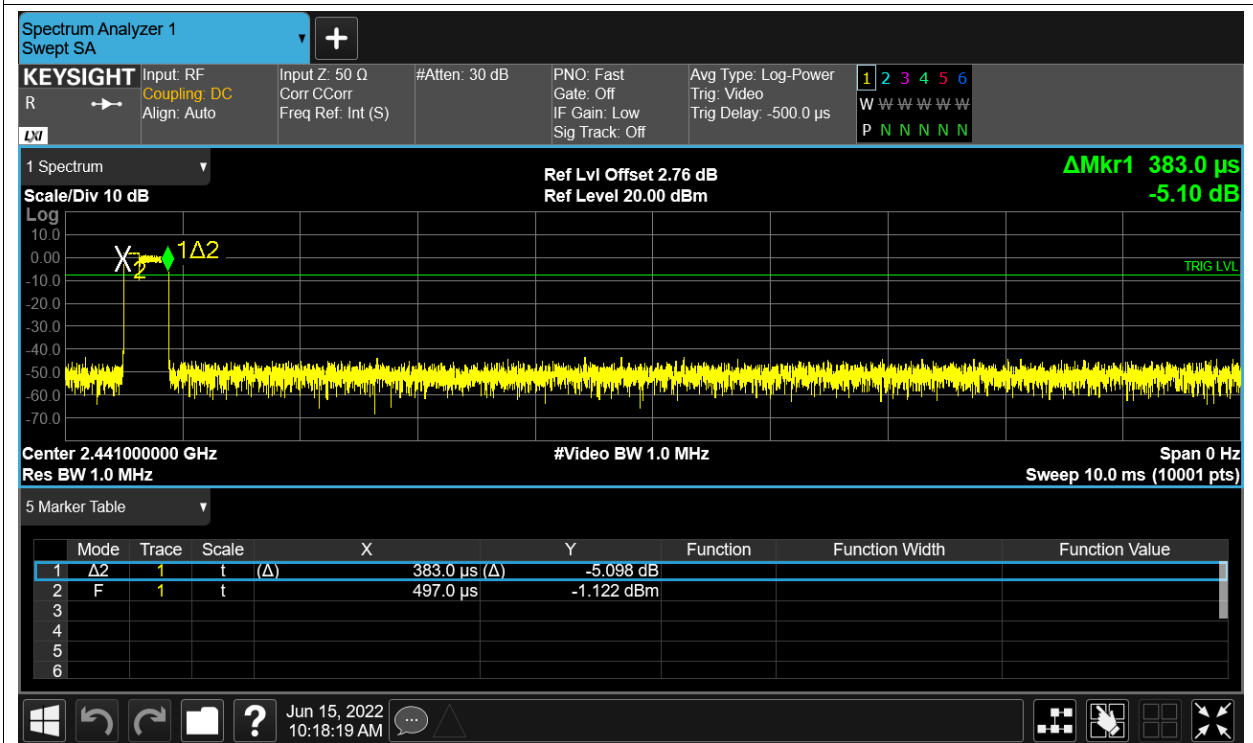 Spectrum Analyzer 1
Swept SA
+
KEYSIGHT Input: RF Input Z: 50 Ω #Atten: 30 dB PNO: Fast Avg Type: Log-Power 1 2 3 4 5 6
R Coupling: DC Corr CCorr Gate: Off Trig: Video W W W W W W
Align: Auto Freq Ref: Int (S) IF Gain: Low Trig Delay: -500.0 µs
LXI Sig Track: Off P N N N N N
1 Spectrum Ref Lvl Offset 2.76 dB ΔMkr1 383.0 µs
Scale/Div 10 dB Ref Level 20.00 dBm -5.10 dB
Log
10.0
0.00 X 2 1Δ2
TRIG LVL
-10.0
-20.0
-30.0
-40.0
-50.0
-60.0
-70.0
Center 2.441000000 GHz #Video BW 1.0 MHz Span 0 Hz
Res BW 1.0 MHz Sweep 10.0 ms (10001 pts)
5 Marker Table
Mode Trace Scale X Y Function Function Width Function Value
1 Δ2 1 t (Δ) 383.0 µs (Δ) -5.098 dB
2 F 1 t 497.0 µs -1.122 dBm
3
4
5
6
? Jun 15, 2022
10:18:19 AM